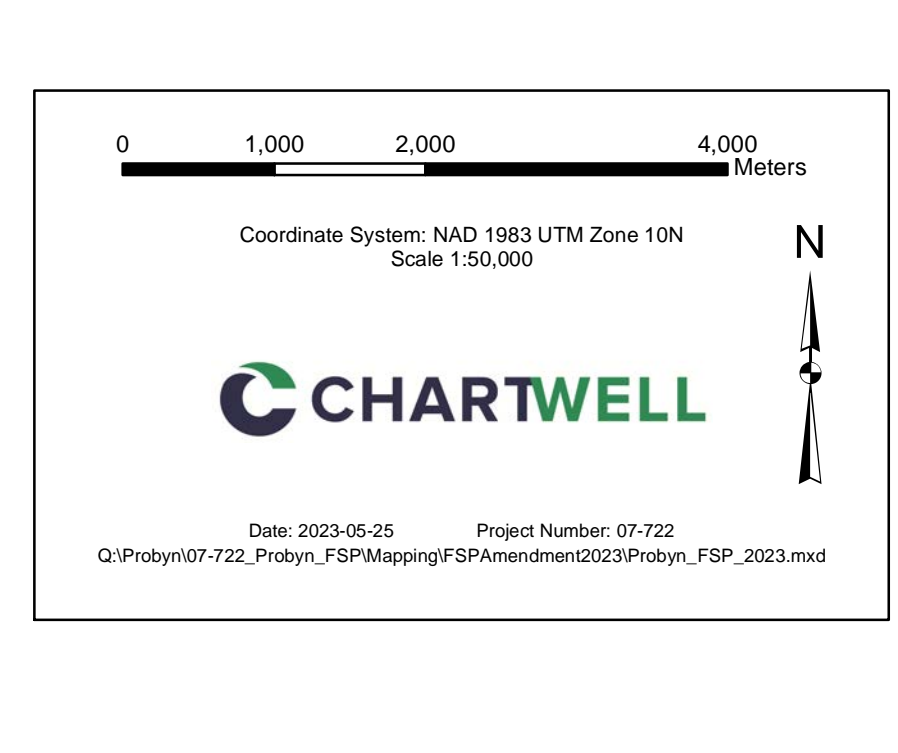 0 1,000 2,000 4,000
Meters
Coordinate System: NAD 1983 UTM Zone 10N
Scale 1:50,000
N
CHARTWELL
Date: 2023-05-25 Project Number: 07-722
Q:\Probyn\07-722_Probyn_FSP\Mapping\FSPAmendment2023\Probyn_FSP_2023.mxd